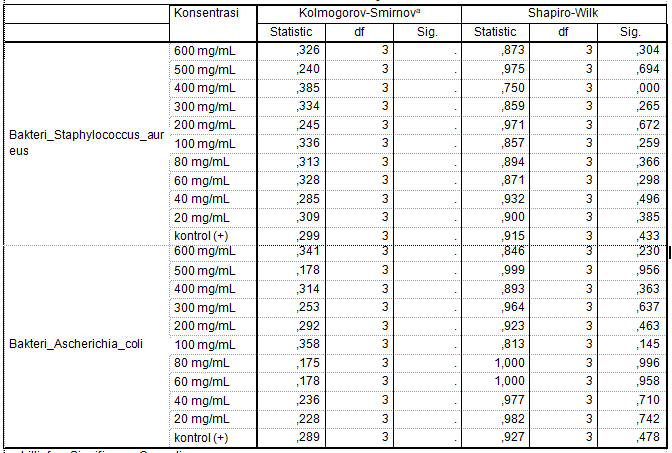 Konsentrasi Kolmogorov-Smirnovᵃ Shapiro-Wilk
Statistic df Sig. Statistic df Sig.
Bakteri_Staphylococcus_aur
eus
600 mg/mL ,326 3 . ,873 3 ,304
500 mg/mL ,240 3 . ,975 3 ,694
400 mg/mL ,385 3 . ,750 3 ,000
300 mg/mL ,334 3 . ,859 3 ,265
200 mg/mL ,245 3 . ,971 3 ,672
100 mg/mL ,336 3 . ,857 3 ,259
80 mg/mL ,313 3 . ,894 3 ,366
60 mg/mL ,328 3 . ,871 3 ,298
40 mg/mL ,285 3 . ,932 3 ,496
20 mg/mL ,309 3 . ,900 3 ,385
kontrol (+) ,299 3 . ,915 3 ,433
Bakteri_Ascherichia_coli
600 mg/mL ,341 3 . ,846 3 ,230
500 mg/mL ,178 3 . ,999 3 ,956
400 mg/mL ,314 3 . ,893 3 ,363
300 mg/mL ,253 3 . ,964 3 ,637
200 mg/mL ,292 3 . ,923 3 ,463
100 mg/mL ,358 3 . ,813 3 ,145
80 mg/mL ,175 3 . 1,000 3 ,996
60 mg/mL ,178 3 . 1,000 3 ,958
40 mg/mL ,236 3 . ,977 3 ,710
20 mg/mL ,228 3 . ,982 3 ,742
kontrol (+) ,289 3 . ,927 3 ,478